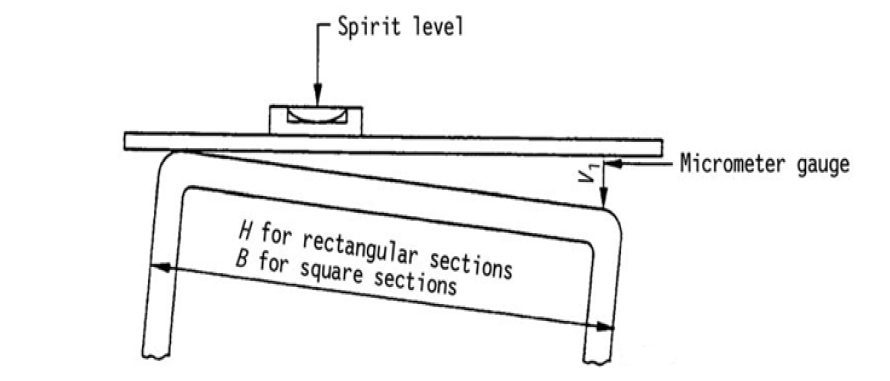 Spirit level
Micrometer gauge
V1
H for rectangular sections
B for square sections